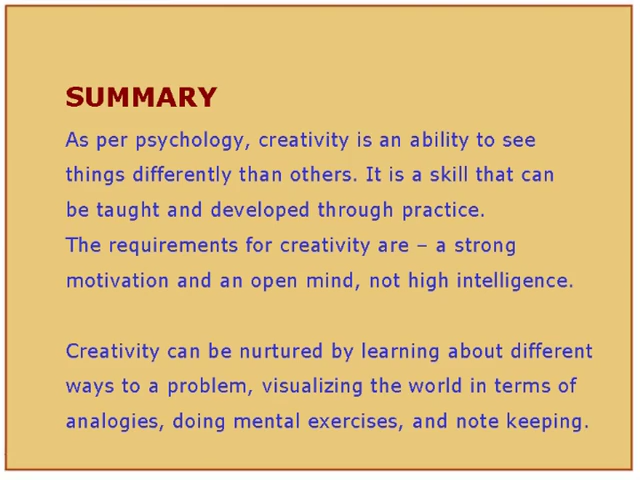 SUMMARY
As per psychology, creativity is an ability to see
things differently than others. It is a skill that can
be taught and developed through practice.
The requirements for creativity are – a strong
motivation and an open mind, not high intelligence.
Creativity can be nurtured by learning about different
ways to a problem, visualizing the world in terms of
analogies, doing mental exercises, and note keeping.